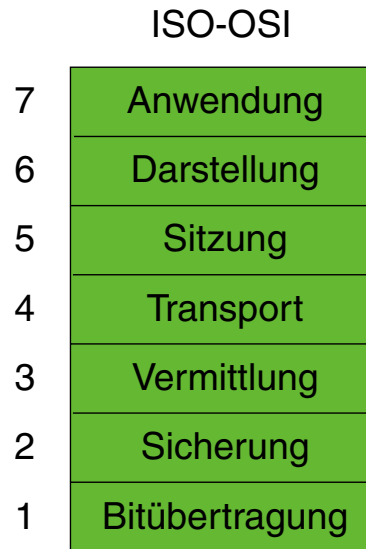 ISO-OSI
7 Anwendung
6 Darstellung
5 Sitzung
4 Transport
3 Vermittlung
2 Sicherung
1 Bitübertragung